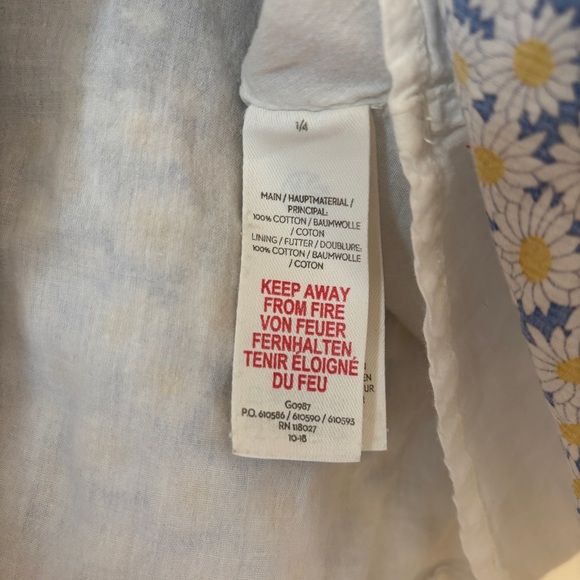 1/4
MAIN / HAUPTMATERIAL /
PRINCIPAL:
100% COTTON / BAUMWOLLE
/ COTON
LINING / FUTTER / DOUBLURE:
100% COTTON / BAUMWOLLE
/ COTON
KEEP AWAY
FROM FIRE
VON FEUER
FERNHALTEN
TENIR ÉLOIGNÉ
DU FEU
G0987
P.O. 610586 / 610590 / 610593
RN 118027
10-18